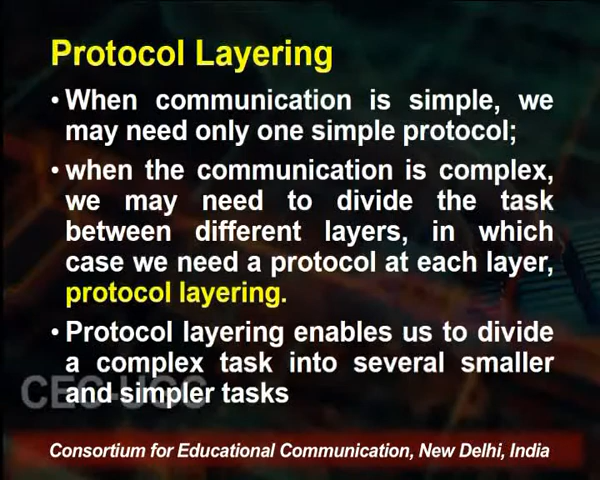 Protocol Layering
• When communication is simple, we
may need only one simple protocol;
• when the communication is complex,
we may need to divide the task
between different layers, in which
case we need a protocol at each layer,
protocol layering.
• Protocol layering enables us to divide
a complex task into several smaller
and simpler tasks
CEC-UGC
Consortium for Educational Communication, New Delhi, India